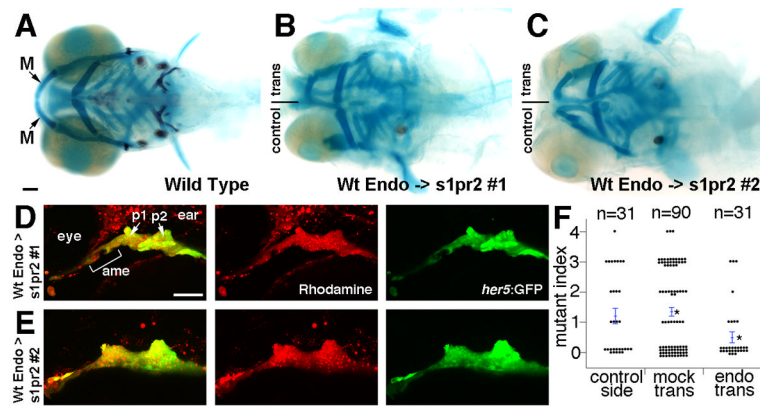 A
B
C
M
M
control trans
control trans
Wild Type
Wt Endo -> s1pr2 #1
Wt Endo -> s1pr2 #2
D
Wt Endo >
s1pr2 #1
eye
p1
p2
ear
ame
Rhodamine
her5:GFP
E
Wt Endo >
s1pr2 #2
F
n=31 n=90 n=31
mutant index
4
3
2
1
0
*
*
control side
mock trans
endo trans